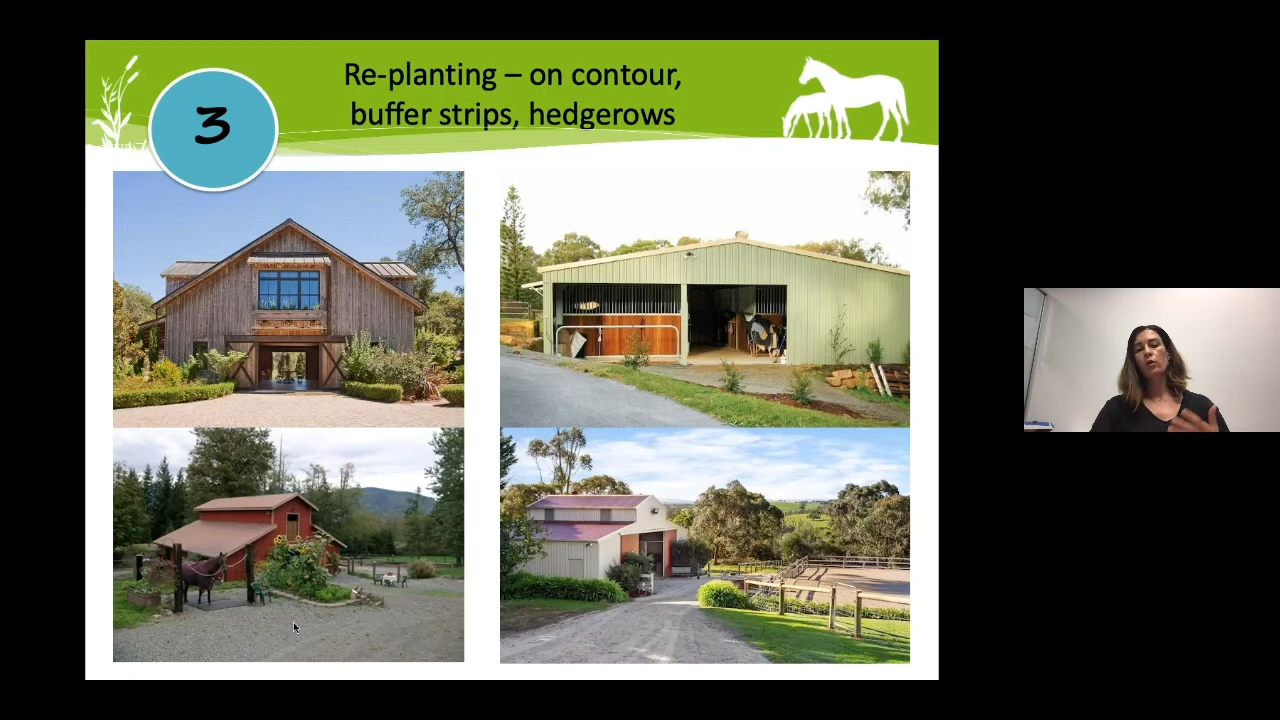 3
Re-planting – on contour,
buffer strips, hedgerows